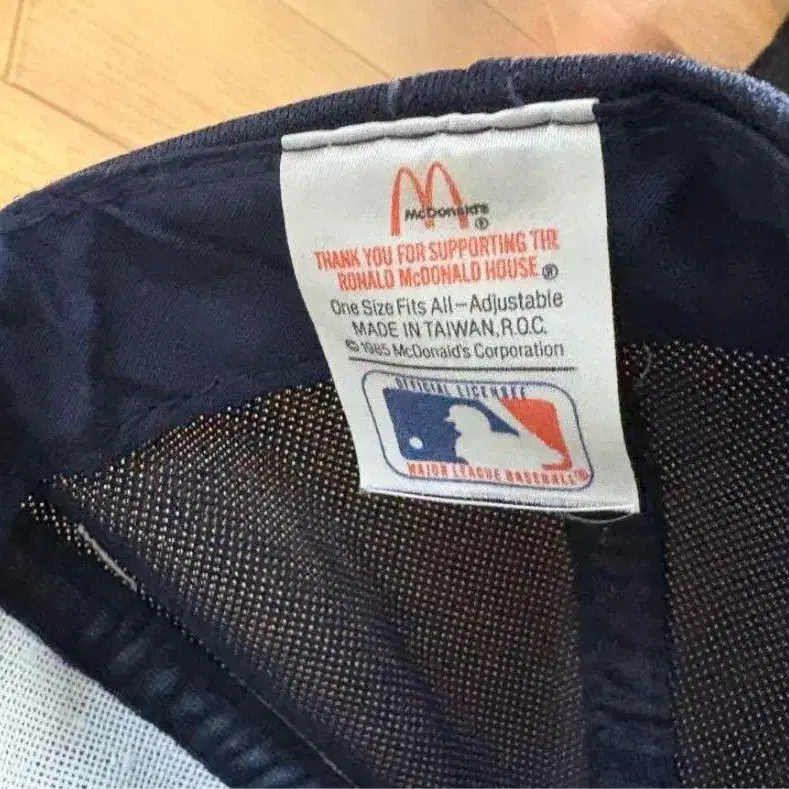 McDonald's
®
THANK YOU FOR SUPPORTING THE
RONALD McDONALD HOUSE ®
One Size Fits All-Adjustable
MADE IN TAIWAN, R.O.C.
© 1985 McDonald's Corporation
OFFICIAL LICENSEE
MAJOR LEAGUE BASEBALL ®